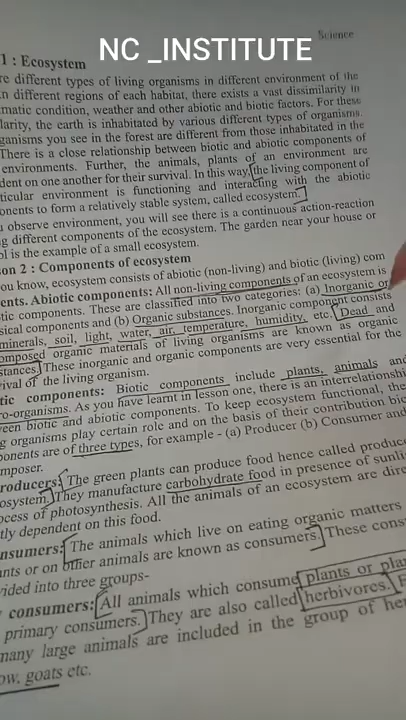 Science
NC _INSTITUTE
1 : Ecosystem
re different types of living organisms in different environment of the
n different regions of each habitat, there exists a vast dissimilarity in
matic condition, weather and other abiotic and biotic factors. For these
larity, the earth is inhabitated by various different types of organisms.
ganisms you see in the forest are different from those inhabitated in the
There is a close relationship between biotic and abiotic components of
environments. Further, the animals, plants of an environment are
dent on one another for their survival. In this way, the living component of
ticular environment is functioning and interacting with the abiotic
onents to form a relatively stable system, called ecosystem.
u observe environment, you will see there is a continuous action-reaction
g different components of the ecosystem. The garden near your house or
ol is the example of a small ecosystem.
on 2 : Components of ecosystem
ou know, ecosystem consists of abiotic (non-living) and biotic (living) com
ents. Abiotic components: All non-living components of an ecosystem is
tic components. These are classified into two categories: (a) Inorganic or
sical components and (b) Organic substances. Inorganic component consists
minerals, soil, light, water, air, temperature, humidity, etc. Dead and
omposed organic materials of living organisms are known as organic
stances. These inorganic and organic components are very essential for the
ival of the living organism.
tic components: Biotic components include plants, animals and
ro-organisms. As you have learnt in lesson one, there is an interrelationshi
een biotic and abiotic components. To keep ecosystem functional, the
g organisms play certain role and on the basis of their contribution bio
ponents are of three types, for example - (a) Producer (b) Consumer and
mposer.
roducers: The green plants can produce food hence called produce
osystem. They manufacture carbohydrate food in presence of sunli
ocess of photosynthesis. All the animals of an ecosystem are dire
tly dependent on this food.
nsumers: The animals which live on eating organic matters
nts or on other animals are known as consumers. These cons
vided into three groups-
consumers: All animals which consume plants or plan
primary consumers. They are also called herbivores.
many large animals are included in the group of her
ow, goats etc.